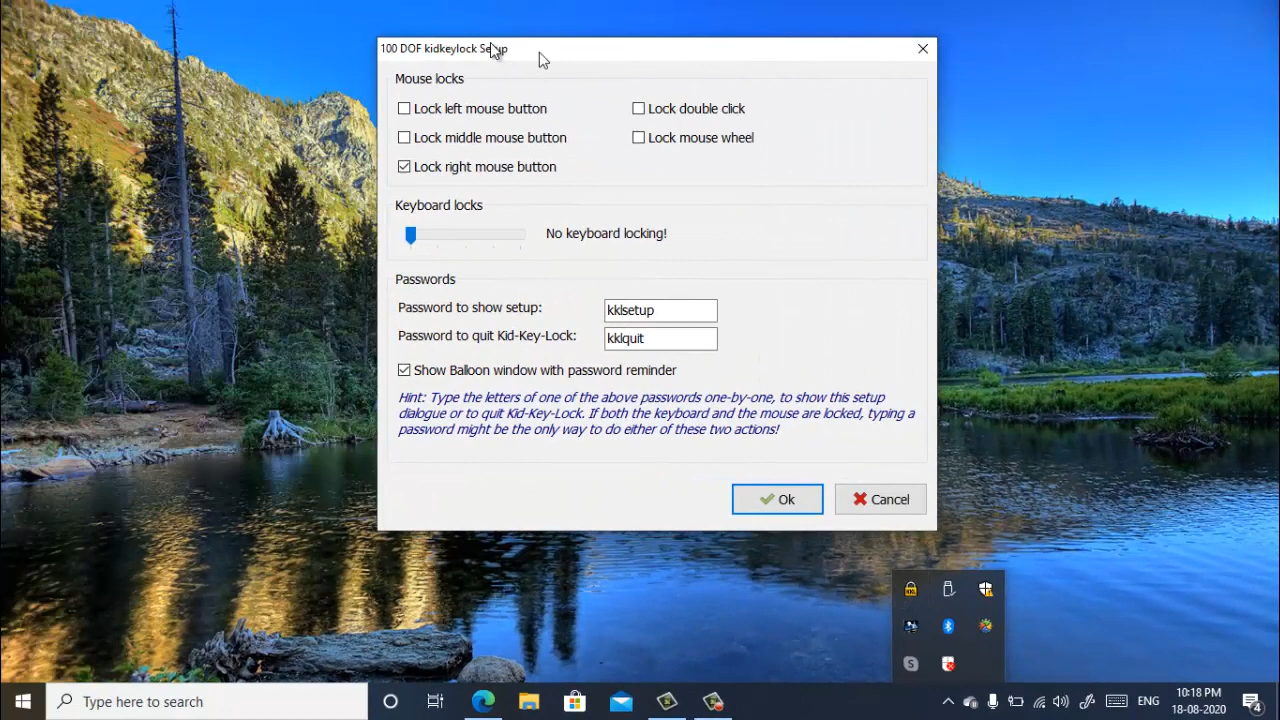 100 DOF kidkeylock Setup
Mouse locks
Lock left mouse button
Lock double click
Lock middle mouse button
Lock mouse wheel
Lock right mouse button
Keyboard locks
No keyboard locking!
Passwords
Password to show setup:
kklsetup
Password to quit Kid-Key-Lock:
kklquit
Show Balloon window with password reminder
Hint: Type the letters of one of the above passwords one-by-one, to show this setup
dialogue or to quit Kid-Key-Lock. If both the keyboard and the mouse are locked, typing a
password might be the only way to do either of these two actions!
Ok
Cancel
Type here to search
ENG
10:18 PM
18-08-2020
4